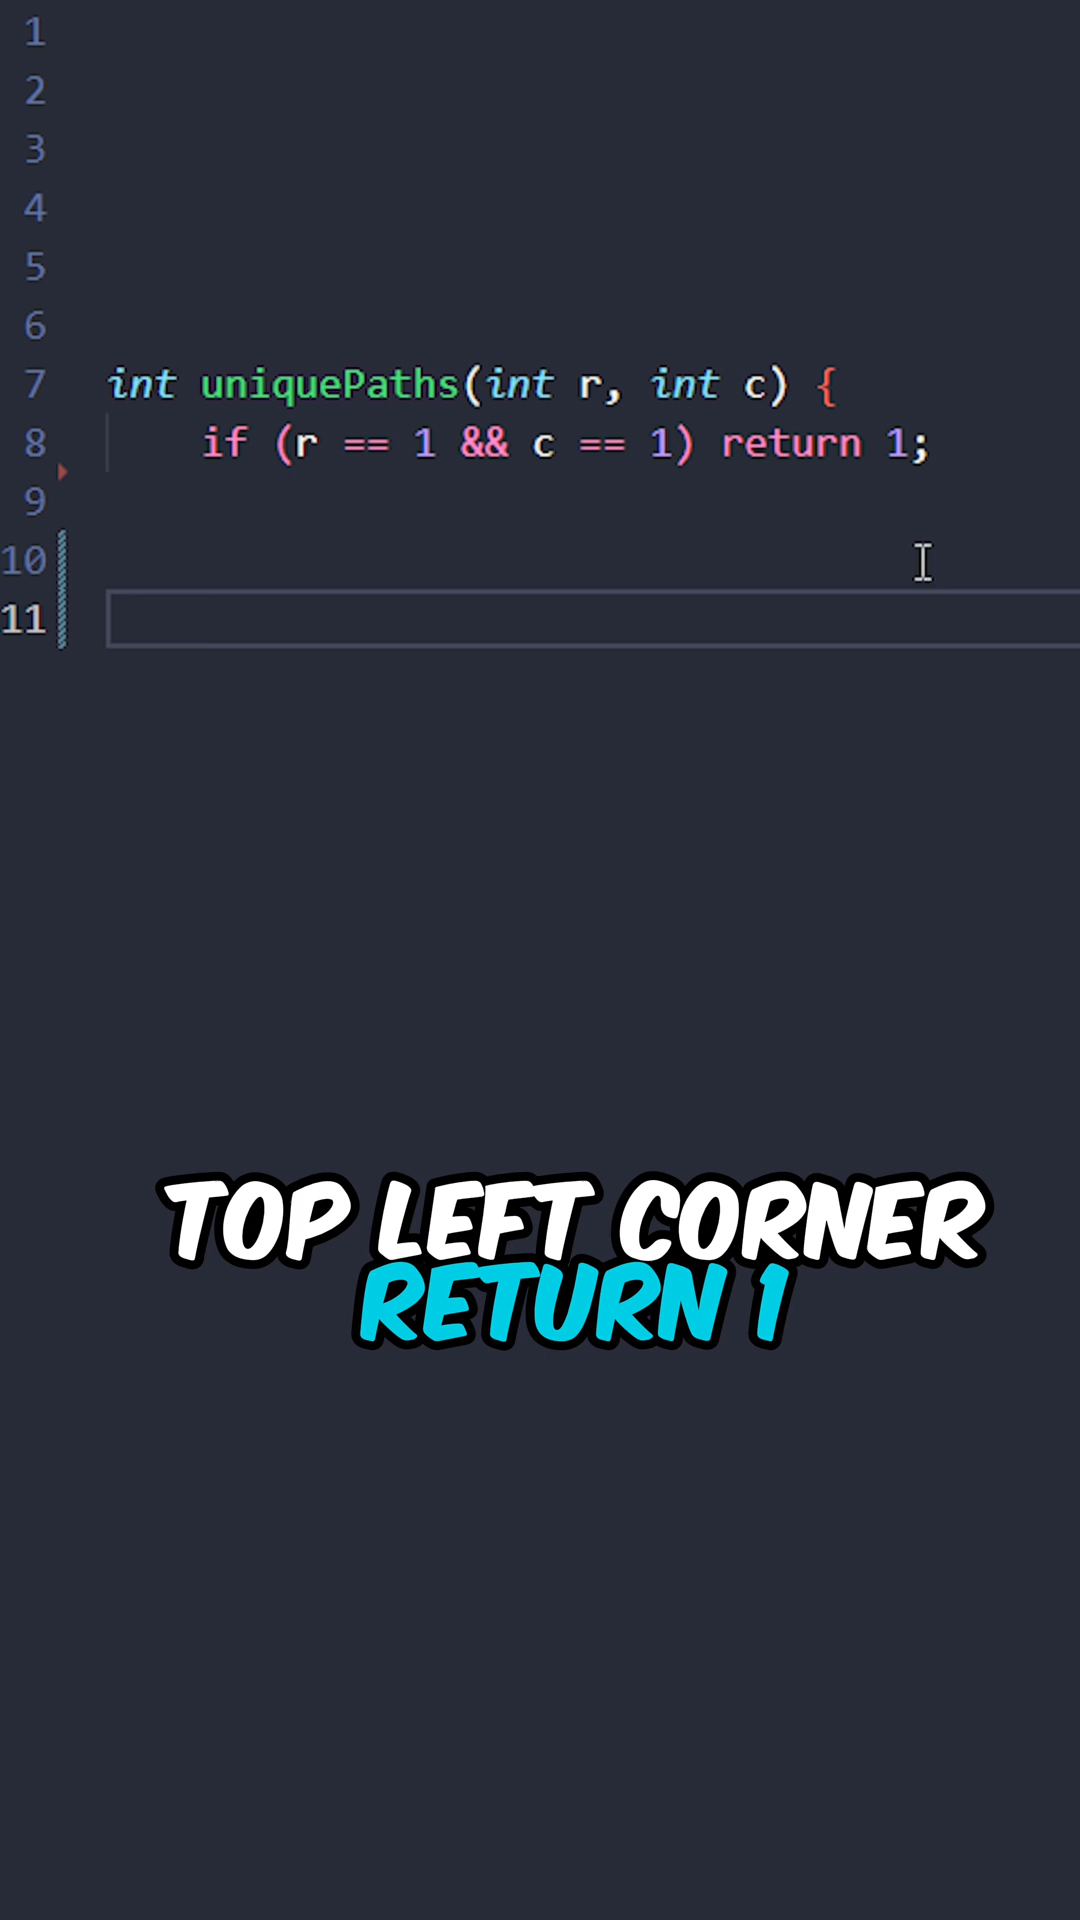 1
2
3
4
5
6
7 int uniquePaths(int r, int c) {
8 if (r == 1 && c == 1) return 1;
9
10
11
TOP LEFT CORNER
RETURN 1